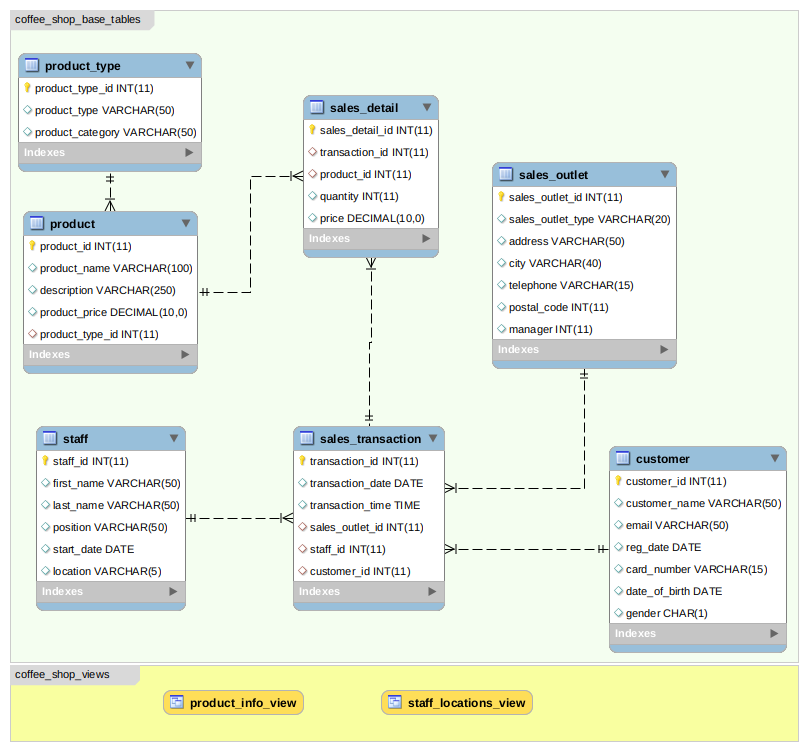 coffee_shop_base_tables
product_type
product_type_id INT(11)
product_type VARCHAR(50)
product_category VARCHAR(50)
Indexes
product
product_id INT(11)
product_name VARCHAR(100)
description VARCHAR(250)
product_price DECIMAL(10,0)
product_type_id INT(11)
Indexes
sales_detail
sales_detail_id INT(11)
transaction_id INT(11)
product_id INT(11)
quantity INT(11)
price DECIMAL(10,0)
Indexes
sales_outlet
sales_outlet_id INT(11)
sales_outlet_type VARCHAR(20)
address VARCHAR(50)
city VARCHAR(40)
telephone VARCHAR(15)
postal_code INT(11)
manager INT(11)
Indexes
staff
staff_id INT(11)
first_name VARCHAR(50)
last_name VARCHAR(50)
position VARCHAR(50)
start_date DATE
location VARCHAR(5)
Indexes
sales_transaction
transaction_id INT(11)
transaction_date DATE
transaction_time TIME
sales_outlet_id INT(11)
staff_id INT(11)
customer_id INT(11)
Indexes
customer
customer_id INT(11)
customer_name VARCHAR(50)
email VARCHAR(50)
reg_date DATE
card_number VARCHAR(15)
date_of_birth DATE
gender CHAR(1)
Indexes
coffee_shop_views
product_info_view
staff_locations_view